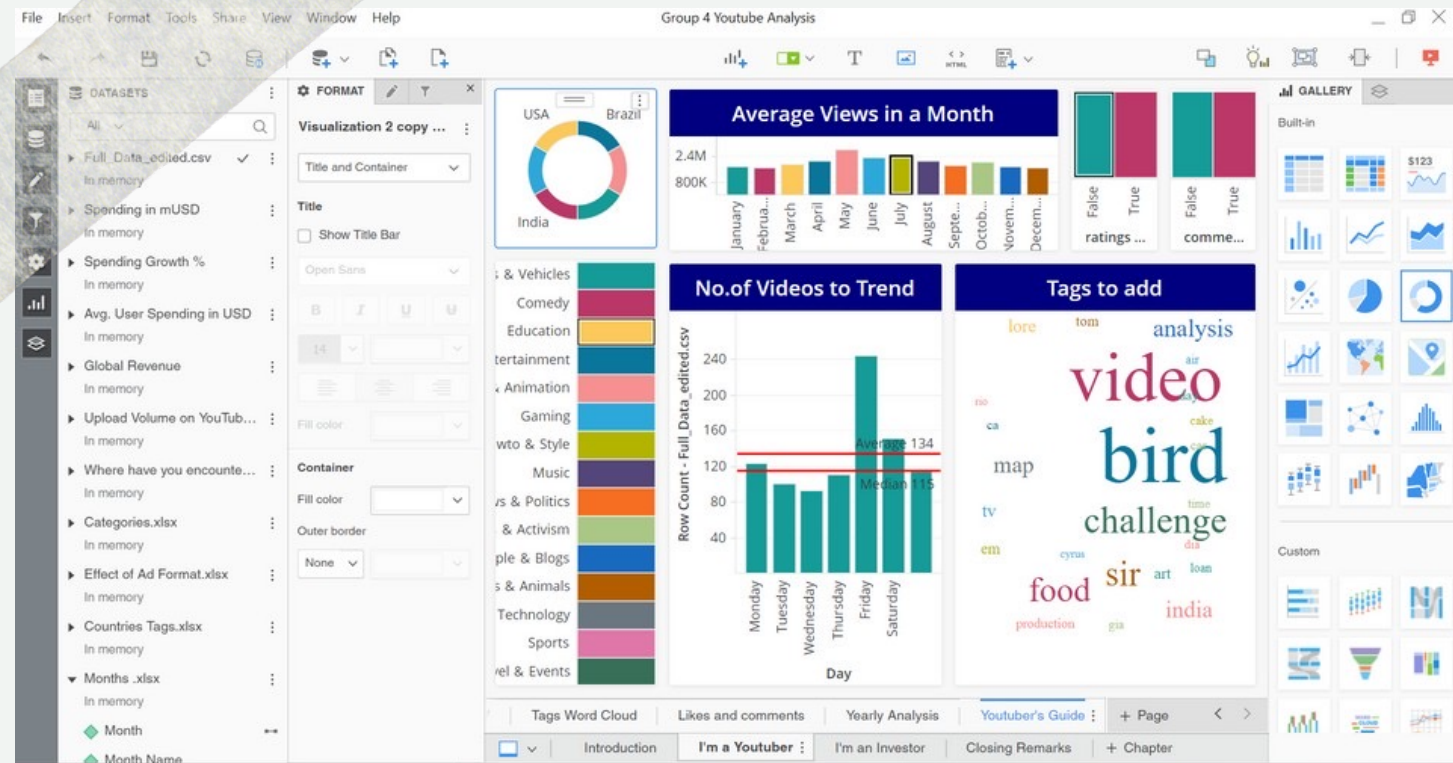 File Insert Format Tools Share View Window Help
Group 4 Youtube Analysis
HTML
DATASETS
All
Full_Data_edited.csv
In memory
Spending in mUSD
In memory
Spending Growth %
In memory
Avg. User Spending in USD
In memory
Global Revenue
In memory
Upload Volume on YouTub...
In memory
Where have you encounte...
In memory
Categories.xlsx
In memory
Effect of Ad Format.xlsx
In memory
Countries Tags.xlsx
In memory
Months .xlsx
In memory
Month
Month Name
FORMAT
Visualization 2 copy ...
Title and Container
Title
Show Title Bar
Open Sans
B I U U
14
Fill color
Container
Fill color
Outer border
None
USA
Brazil
India
Average Views in a Month
2.4M
800K
January
Februa...
March
April
May
June
July
August
Septe...
Octob...
Novem...
Decem...
False
True
ratings ...
False
True
comme...
s & Vehicles
Comedy
Education
tertainment
& Animation
Gaming
wto & Style
Music
vs & Politics
& Activism
ple & Blogs
s & Animals
Technology
Sports
vel & Events
No.of Videos to Trend
Row Count - Full_Data_edited.csv
240
200
160
120
80
40
Average 134
Median 115
Monday
Tuesday
Wednesday
Thursday
Friday
Saturday
Day
Tags to add
lore tom analysis
air
video
rio
ca cake
bird
map
time
tv challenge
em cyrus dia
food sir art loan
india
production gia
GALLERY
Built-in
$123
Custom
WORD CLOUD
Tags Word Cloud
Likes and comments
Yearly Analysis
Youtuber's Guide
+ Page
Introduction
I'm a Youtuber
I'm an Investor
Closing Remarks
+ Chapter